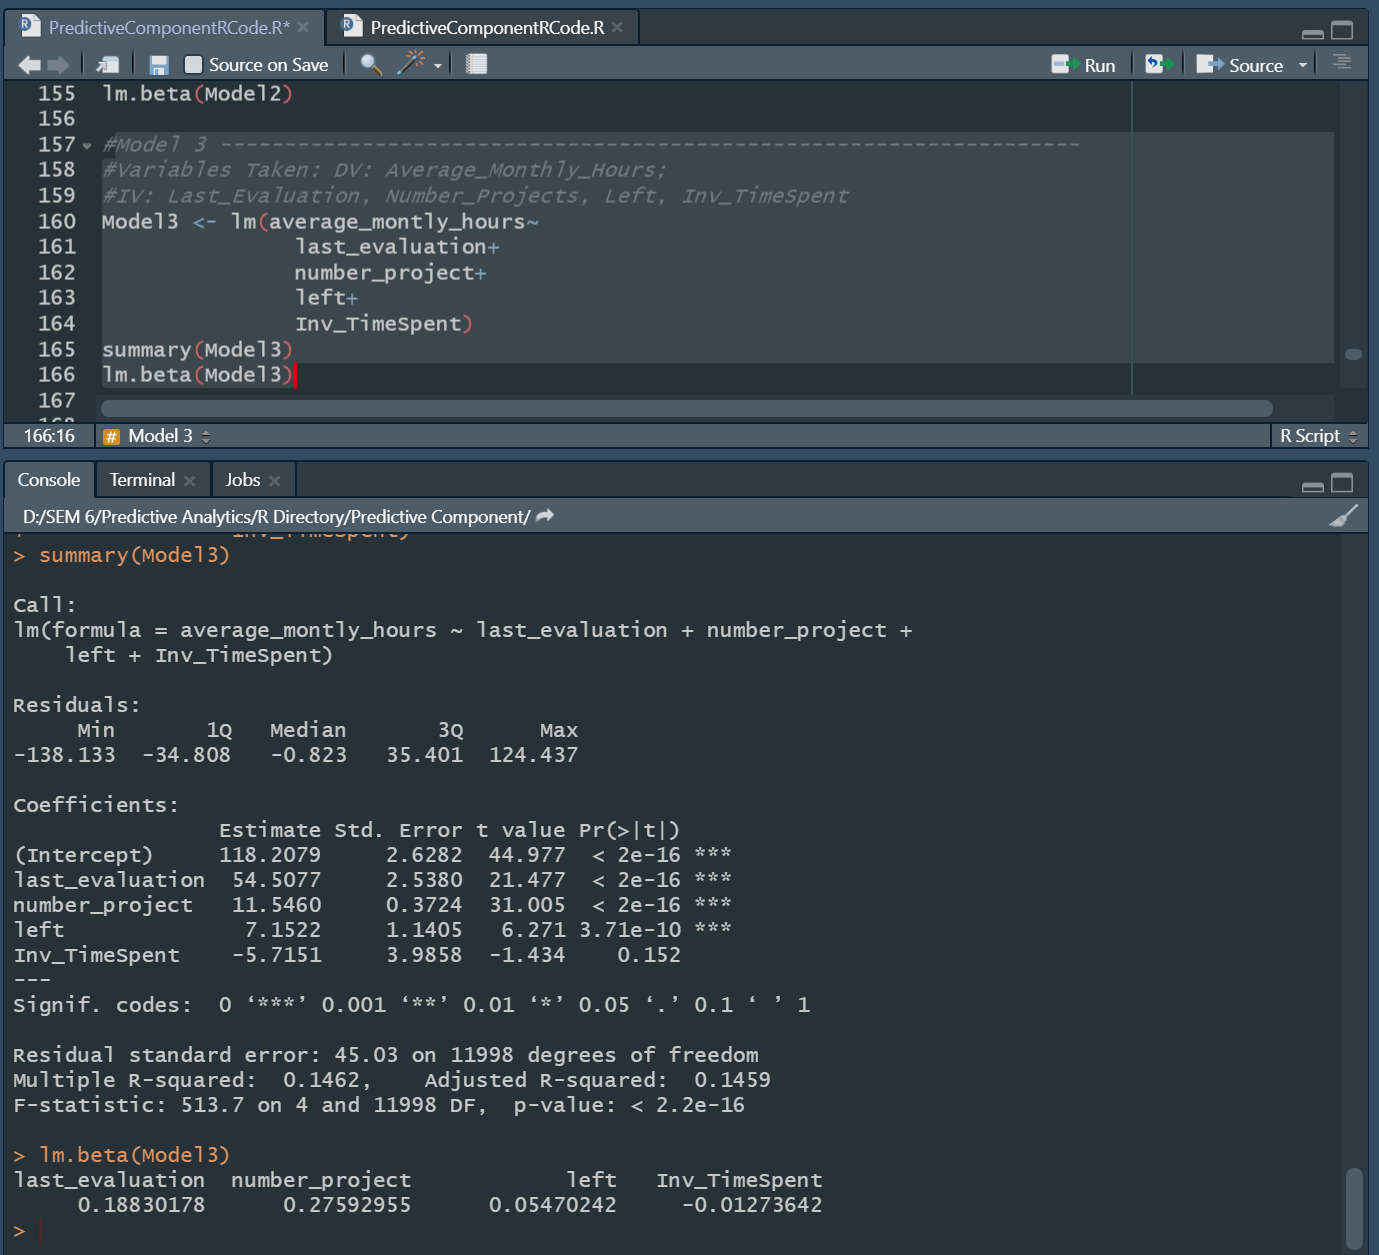 PredictiveComponentRCode.R* ×
PredictiveComponentRCode.R ×
Source on Save
Run
Source
155 lm.beta(Model2)
156
157 #Model 3 -------------------------------------------------------------------
158 #Variables Taken: DV: Average_Monthly_Hours;
159 #IV: Last_Evaluation, Number_Projects, Left, Inv_TimeSpent
160 Model3 <- lm(average_montly_hours~
161 last_evaluation+
162 number_project+
163 left+
164 Inv_TimeSpent)
165 summary(Model3)
166 lm.beta(Model3)
167
168
166:16 # Model 3 R Script
Console Terminal × Jobs ×
D:/SEM 6/Predictive Analytics/R Directory/Predictive Component/
+ Inv_TimeSpent)
> summary(Model3)
Call:
lm(formula = average_montly_hours ~ last_evaluation + number_project +
left + Inv_TimeSpent)
Residuals:
Min 1Q Median 3Q Max
-138.133 -34.808 -0.823 35.401 124.437
Coefficients:
Estimate Std. Error t value Pr(>|t|)
(Intercept) 118.2079 2.6282 44.977 < 2e-16 ***
last_evaluation 54.5077 2.5380 21.477 < 2e-16 ***
number_project 11.5460 0.3724 31.005 < 2e-16 ***
left 7.1522 1.1405 6.271 3.71e-10 ***
Inv_TimeSpent -5.7151 3.9858 -1.434 0.152
---
Signif. codes: 0 ‘***’ 0.001 ‘**’ 0.01 ‘*’ 0.05 ‘.’ 0.1 ‘ ’ 1
Residual standard error: 45.03 on 11998 degrees of freedom
Multiple R-squared: 0.1462, Adjusted R-squared: 0.1459
F-statistic: 513.7 on 4 and 11998 DF, p-value: < 2.2e-16
> lm.beta(Model3)
last_evaluation number_project left Inv_TimeSpent
0.18830178 0.27592955 0.05470242 -0.01273642
>